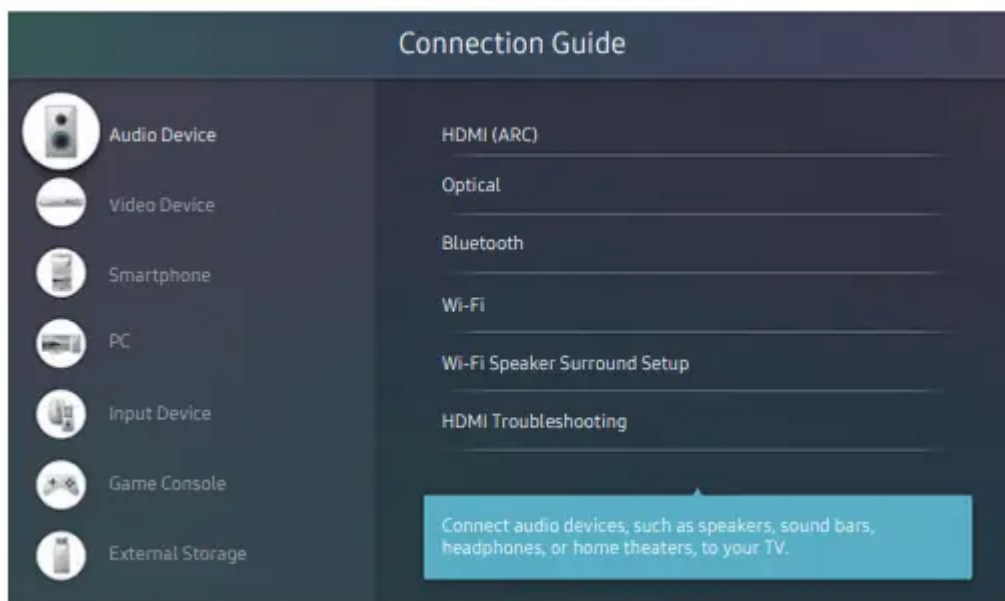 Connection Guide
Audio Device
Video Device
Smartphone
PC
Input Device
Game Console
External Storage
HDMI (ARC)
Optical
Bluetooth
Wi-Fi
Wi-Fi Speaker Surround Setup
HDMI Troubleshooting
Connect audio devices, such as speakers, sound bars,
headphones, or home theaters, to your TV.